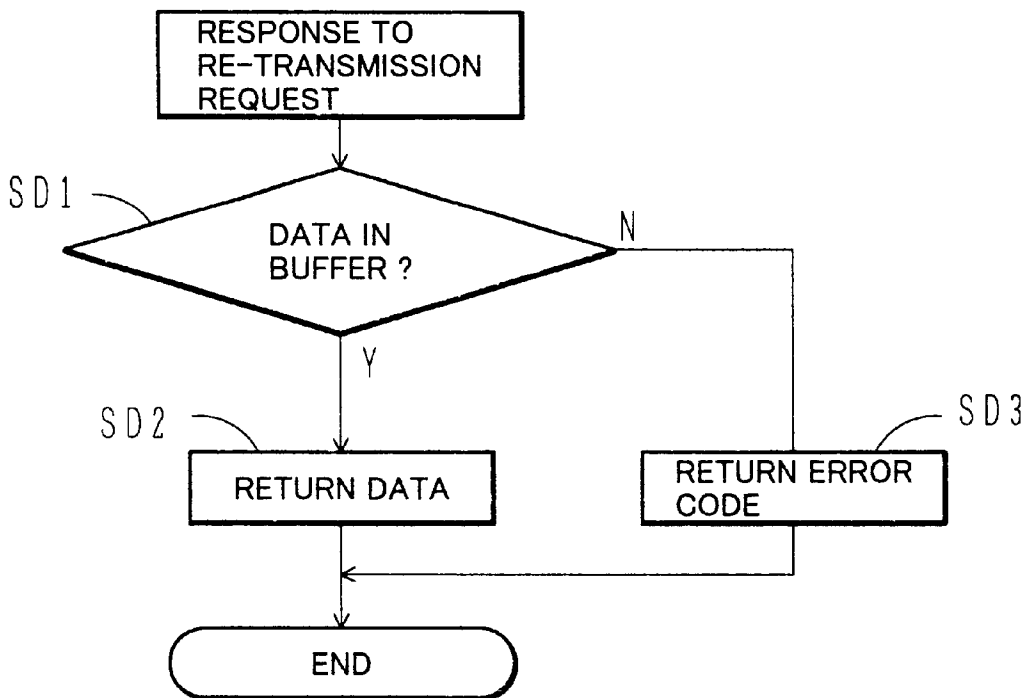 RESPONSE TO
RE-TRANSMISSION
REQUEST
SD1
DATA IN
BUFFER ?
N
Y
SD2
SD3
RETURN DATA
RETURN ERROR
CODE
END